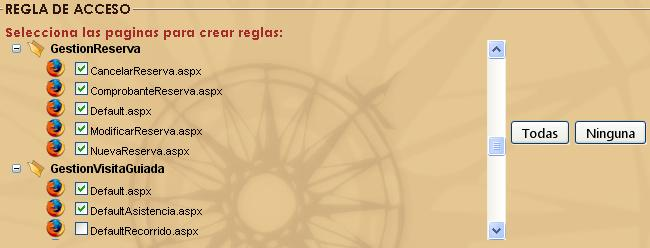 REGLA DE ACCESO
Selecciona las paginas para crear reglas:
GestionReserva
CancelarReserva.aspx
ComprobanteReserva.aspx
Default.aspx
ModificarReserva.aspx
NuevaReserva.aspx
Todas Ninguna
GestionVisitaGuiada
Default.aspx
DefaultAsistencia.aspx
DefaultRecorrido.aspx